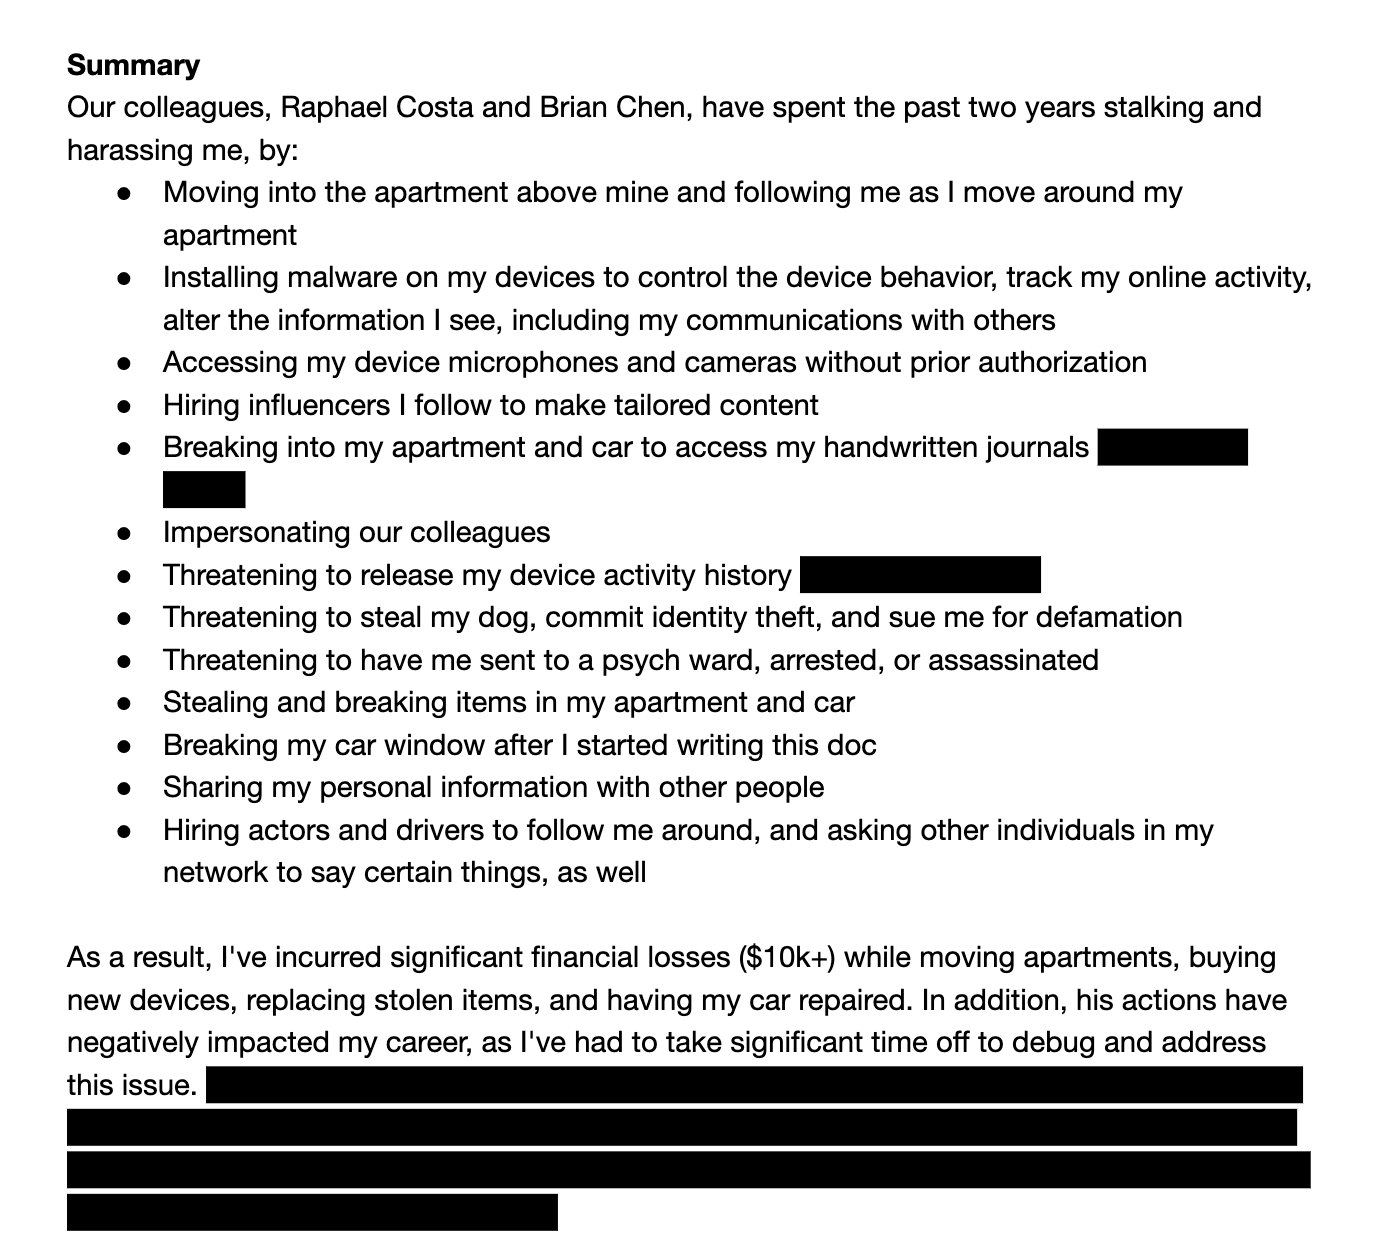 Summary
Our colleagues, Raphael Costa and Brian Chen, have spent the past two years stalking and
harassing me, by:
● Moving into the apartment above mine and following me as I move around my
apartment
● Installing malware on my devices to control the device behavior, track my online activity,
alter the information I see, including my communications with others
● Accessing my device microphones and cameras without prior authorization
● Hiring influencers I follow to make tailored content
● Breaking into my apartment and car to access my handwritten journals
● Impersonating our colleagues
● Threatening to release my device activity history
● Threatening to steal my dog, commit identity theft, and sue me for defamation
● Threatening to have me sent to a psych ward, arrested, or assassinated
● Stealing and breaking items in my apartment and car
● Breaking my car window after I started writing this doc
● Sharing my personal information with other people
● Hiring actors and drivers to follow me around, and asking other individuals in my
network to say certain things, as well
As a result, I've incurred significant financial losses ($10k+) while moving apartments, buying
new devices, replacing stolen items, and having my car repaired. In addition, his actions have
negatively impacted my career, as I've had to take significant time off to debug and address
this issue.